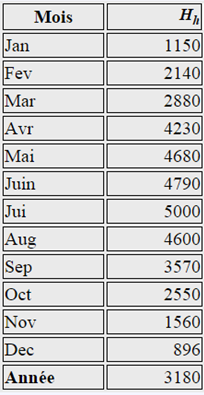 Mois H_h
Jan 1150
Fev 2140
Mar 2880
Avr 4230
Mai 4680
Juin 4790
Jui 5000
Aug 4600
Sep 3570
Oct 2550
Nov 1560
Dec 896
Année 3180